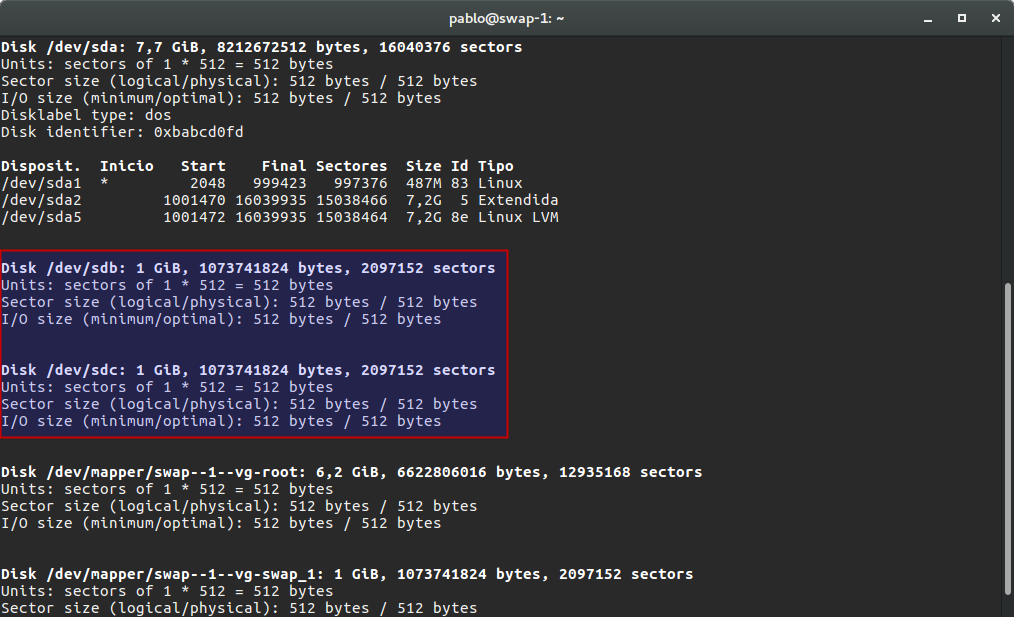 pablo@swap-1: ~
Disk /dev/sda: 7,7 GiB, 8212672512 bytes, 16040376 sectors
Units: sectors of 1 * 512 = 512 bytes
Sector size (logical/physical): 512 bytes / 512 bytes
I/O size (minimum/optimal): 512 bytes / 512 bytes
Disklabel type: dos
Disk identifier: 0xbabcd0fd
Disposit.  Inicio   Start    Final Sectores  Size Id Tipo
/dev/sda1  *         2048   999423   997376  487M 83 Linux
/dev/sda2         1001470 16039935 15038466  7,2G  5 Extendida
/dev/sda5         1001472 16039935 15038464  7,2G 8e Linux LVM
Disk /dev/sdb: 1 GiB, 1073741824 bytes, 2097152 sectors
Units: sectors of 1 * 512 = 512 bytes
Sector size (logical/physical): 512 bytes / 512 bytes
I/O size (minimum/optimal): 512 bytes / 512 bytes
Disk /dev/sdc: 1 GiB, 1073741824 bytes, 2097152 sectors
Units: sectors of 1 * 512 = 512 bytes
Sector size (logical/physical): 512 bytes / 512 bytes
I/O size (minimum/optimal): 512 bytes / 512 bytes
Disk /dev/mapper/swap--1--vg-root: 6,2 GiB, 6622806016 bytes, 12935168 sectors
Units: sectors of 1 * 512 = 512 bytes
Sector size (logical/physical): 512 bytes / 512 bytes
I/O size (minimum/optimal): 512 bytes / 512 bytes
Disk /dev/mapper/swap--1--vg-swap_1: 1 GiB, 1073741824 bytes, 2097152 sectors
Units: sectors of 1 * 512 = 512 bytes
Sector size (logical/physical): 512 bytes / 512 bytes